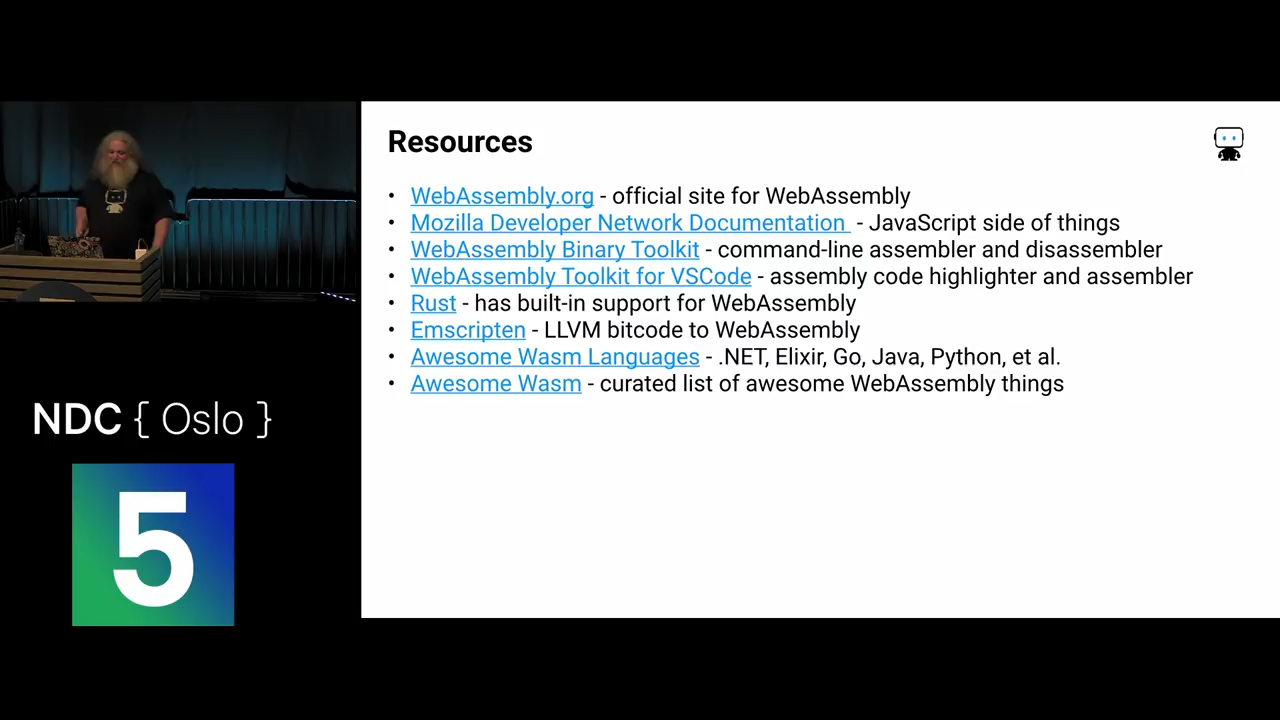 Resources
• WebAssembly.org - official site for WebAssembly
• Mozilla Developer Network Documentation  - JavaScript side of things
• WebAssembly Binary Toolkit - command-line assembler and disassembler
• WebAssembly Toolkit for VSCode - assembly code highlighter and assembler
• Rust - has built-in support for WebAssembly
• Emscripten - LLVM bitcode to WebAssembly
• Awesome Wasm Languages - .NET, Elixir, Go, Java, Python, et al.
• Awesome Wasm - curated list of awesome WebAssembly things
NDC { Oslo }
5